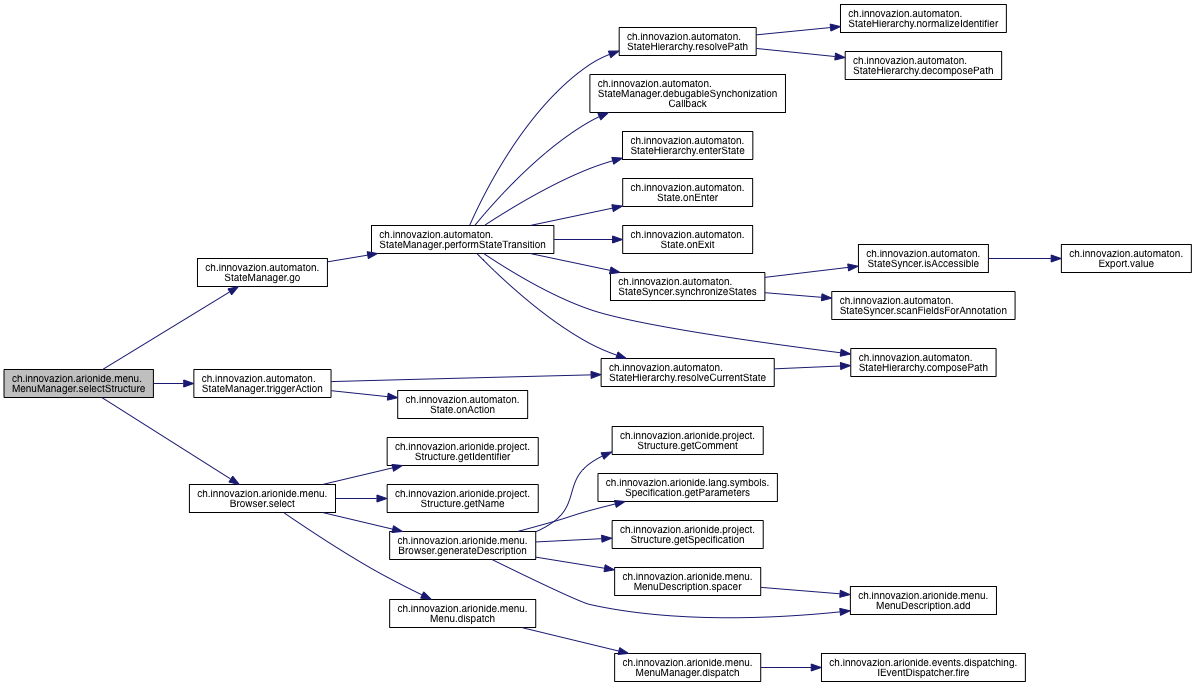 ch.innovazion.automaton.
StateHierarchy.normalizeIdentifier
ch.innovazion.automaton.
StateHierarchy.resolvePath
ch.innovazion.automaton.
StateHierarchy.decomposePath
ch.innovazion.automaton.
StateManager.debugableSynchonization
Callback
ch.innovazion.automaton.
StateHierarchy.enterState
ch.innovazion.automaton.
State.onEnter
ch.innovazion.automaton.
StateManager.performStateTransition
ch.innovazion.automaton.
State.onExit
ch.innovazion.automaton.
StateSyncer.isAccessible
ch.innovazion.automaton.
Export.value
ch.innovazion.automaton.
StateManager.go
ch.innovazion.automaton.
StateSyncer.synchronizeStates
ch.innovazion.automaton.
StateSyncer.scanFieldsForAnnotation
ch.innovazion.automaton.
StateHierarchy.composePath
ch.innovazion.arionide.menu.
MenuManager.selectStructure
ch.innovazion.automaton.
StateManager.triggerAction
ch.innovazion.automaton.
StateHierarchy.resolveCurrentState
ch.innovazion.automaton.
State.onAction
ch.innovazion.arionide.project.
Structure.getComment
ch.innovazion.arionide.project.
Structure.getIdentifier
ch.innovazion.arionide.lang.symbols.
Specification.getParameters
ch.innovazion.arionide.menu.
Browser.select
ch.innovazion.arionide.project.
Structure.getName
ch.innovazion.arionide.project.
Structure.getSpecification
ch.innovazion.arionide.menu.
Browser.generateDescription
ch.innovazion.arionide.menu.
MenuDescription.spacer
ch.innovazion.arionide.menu.
MenuDescription.add
ch.innovazion.arionide.menu.
Menu.dispatch
ch.innovazion.arionide.menu.
MenuManager.dispatch
ch.innovazion.arionide.events.dispatching.
IEventDispatcher.fire